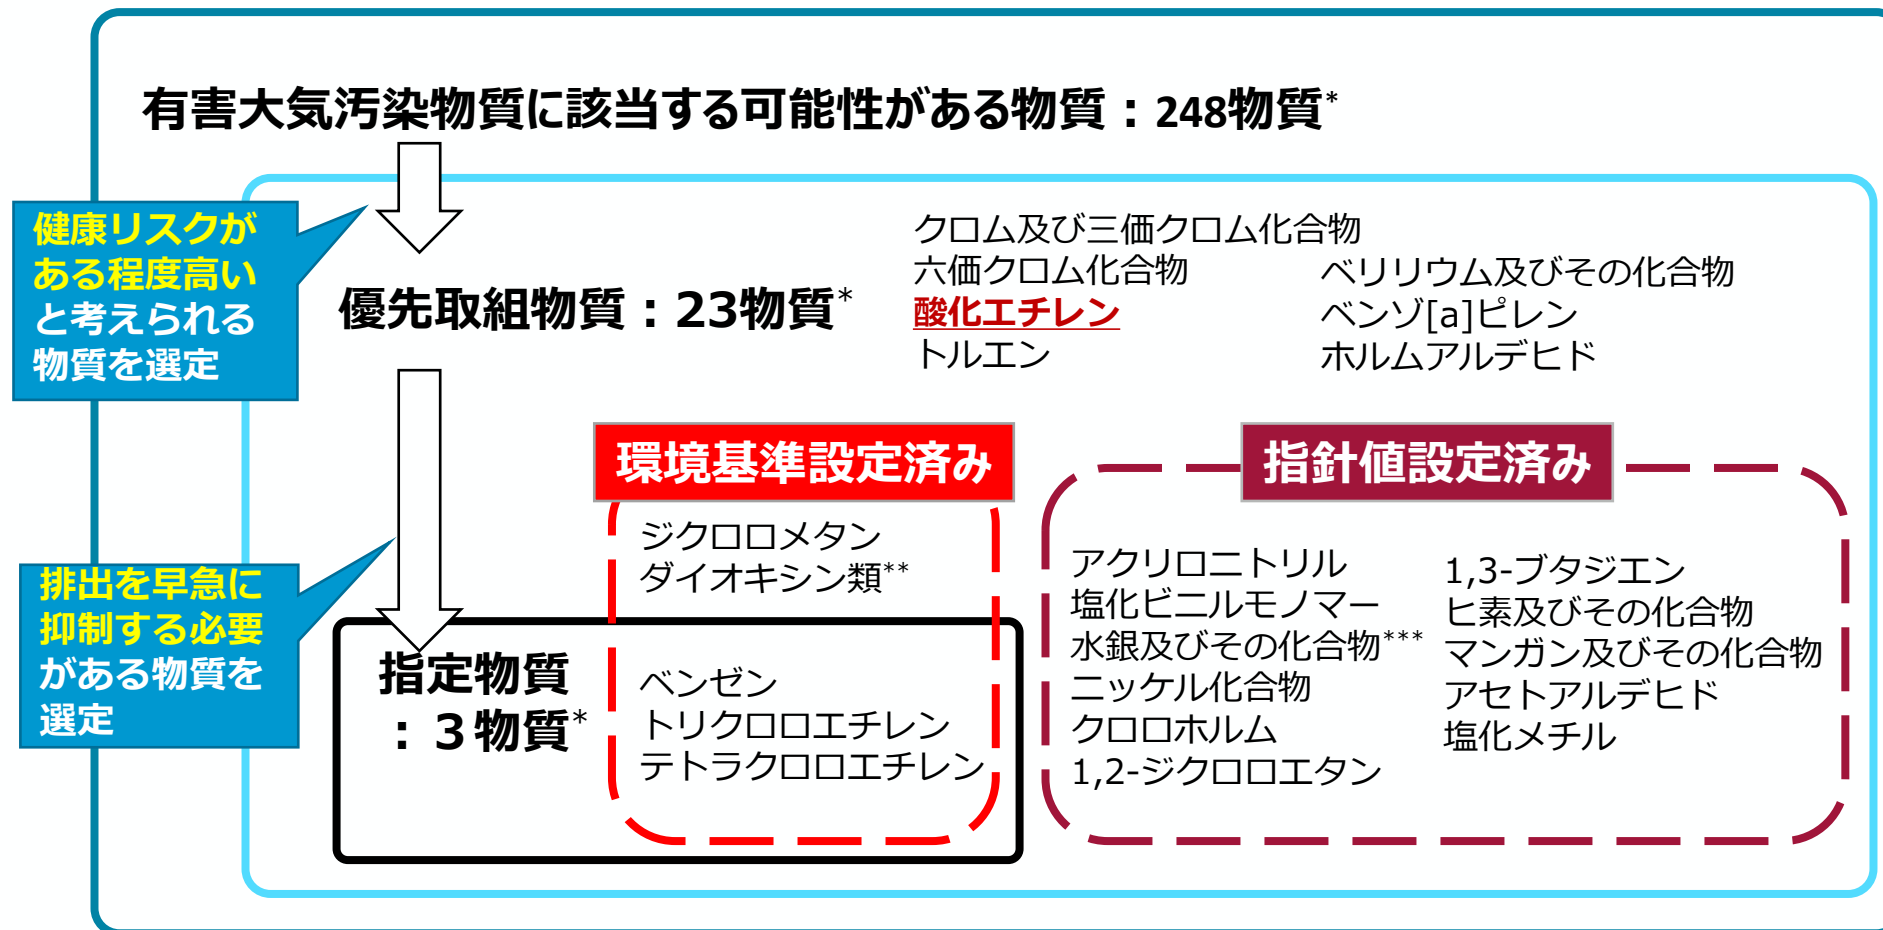 有害大気汚染物質に該当する可能性がある物質：248物質*
健康リスクが
ある程度高い
と考えられる
物質を選定
優先取組物質：23物質*
クロム及び三価クロム化合物
六価クロム化合物
酸化エチレン
トルエン
ベリリウム及びその化合物
ベンゾ[a]ピレン
ホルムアルデヒド
環境基準設定済み
ジクロロメタン
ダイオキシン類**
指針値設定済み
アクリロニトリル
塩化ビニルモノマー
水銀及びその化合物***
ニッケル化合物
クロロホルム
1,2-ジクロロエタン
1,3-ブタジエン
ヒ素及びその化合物
マンガン及びその化合物
アセトアルデヒド
塩化メチル
排出を早急に
抑制する必要
がある物質を
選定
指定物質
：３物質*
ベンゼン
トリクロロエチレン
テトラクロロエチレン